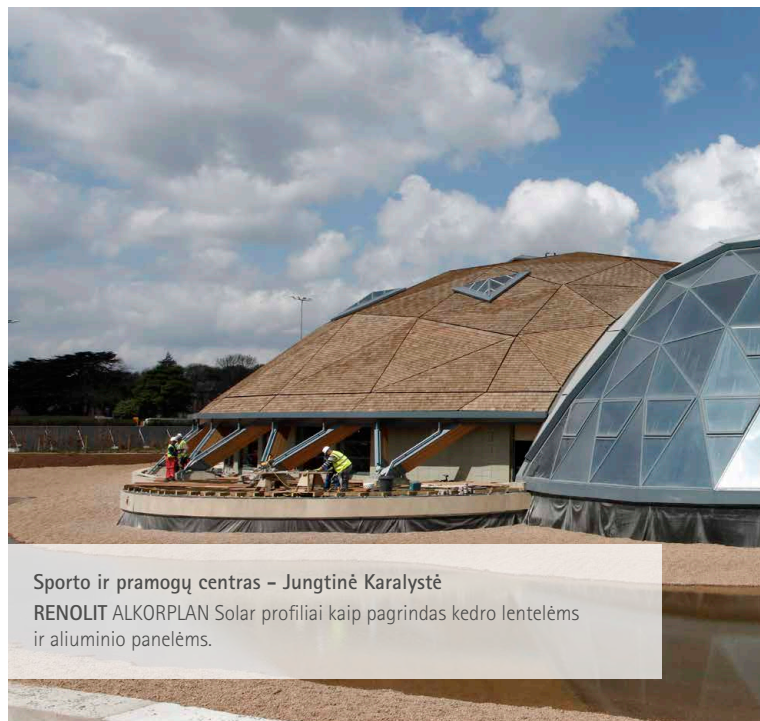 Sporto ir pramogų centras – Jungtinė Karalystė
RENOLIT ALKORPLAN Solar profiliai kaip pagrindas kedro lentelėms
ir aliuminio panelėms.